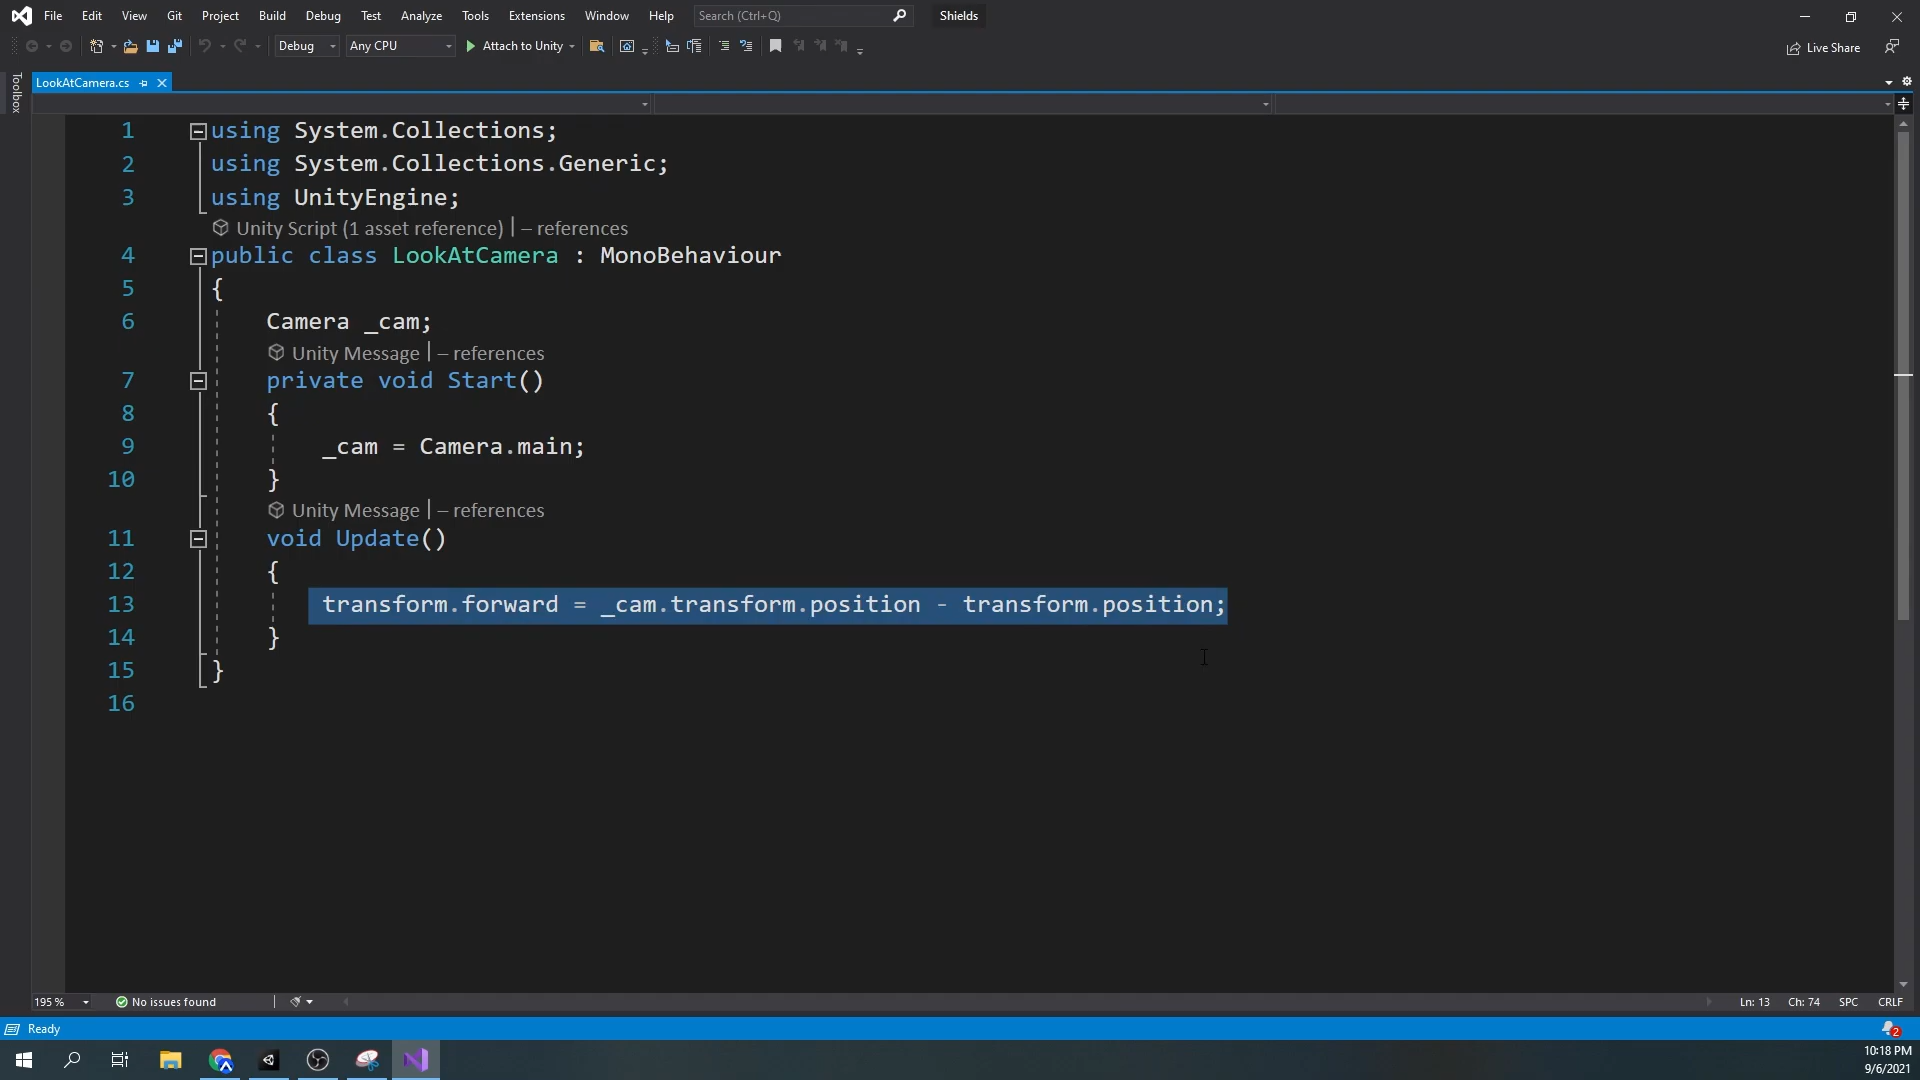 File Edit View Git Project Build Debug Test Analyze Tools Extensions Window Help Search (Ctrl+Q) Shields
Debug Any CPU Attach to Unity Live Share
Toolbox
LookAtCamera.cs
1 using System.Collections;
2 using System.Collections.Generic;
3 using UnityEngine;
Unity Script (1 asset reference) | – references
4 public class LookAtCamera : MonoBehaviour
5 {
6 Camera _cam;
Unity Message | – references
7 private void Start()
8 {
9 _cam = Camera.main;
10 }
Unity Message | – references
11 void Update()
12 {
13 transform.forward = _cam.transform.position - transform.position;
14 }
15 }
16
195 % No issues found Ln: 13 Ch: 74 SPC CRLF
Ready 2
10:18 PM
9/6/2021